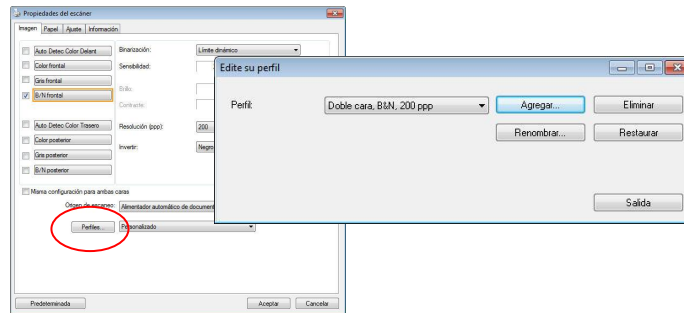 Propiedades del escáner
Imagen Papel Ajuste Información
Auto Detec Color Delant
Binarización:
Límite dinámico
Color frontal
Sensibilidad:
Gris frontal
Brillo:
B/N frontal
Contraste:
Auto Detec Color Trasero
Resolución (ppp):
200
Color posterior
Invertir:
Negro
Gris posterior
B/N posterior
Misma configuración para ambas caras
Origen de escaneo:
Alimentador automático de document
Perfiles...
Personalizado
Predeterminada
Aceptar
Cancelar
Edite su perfil
Perfil:
Doble cara, B&N, 200 ppp
Agregar...
Eliminar
Renombrar...
Restaurar
Salida